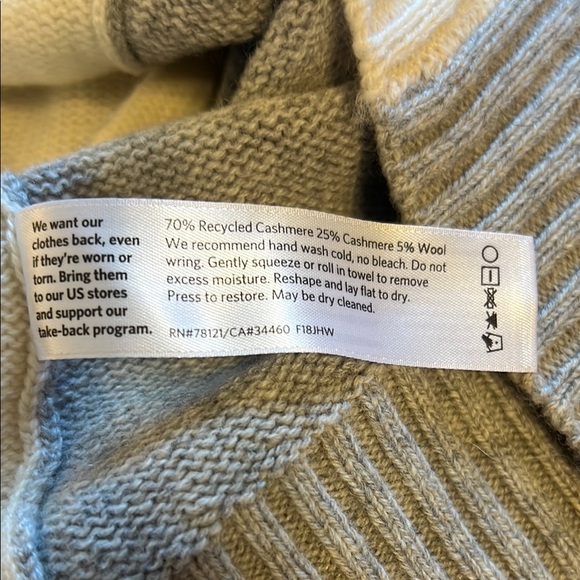 We want our
clothes back, even
if they're worn or
torn. Bring them
to our US stores
and support our
take-back program.
70% Recycled Cashmere 25% Cashmere 5% Wool
We recommend hand wash cold, no bleach. Do not
wring. Gently squeeze or roll in towel to remove
excess moisture. Reshape and lay flat to dry.
Press to restore. May be dry cleaned.
RN#78121/CA#34460 F18JHW